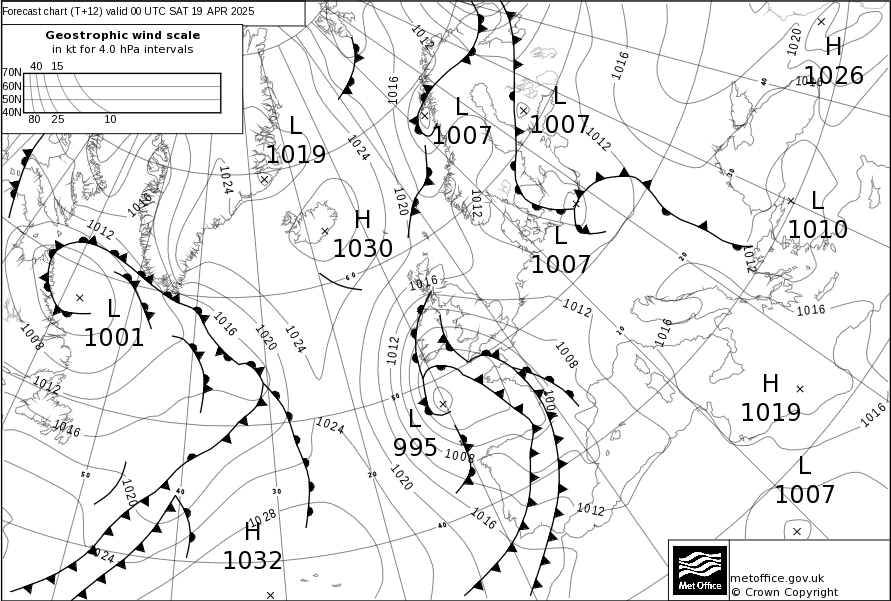 Forecast chart (T+12) valid 00 UTC SAT 19 APR 2025
Geostrophic wind scale
in kt for 4.0 hPa intervals
40 15
70N
60N
50N
40N
80 25 10
1012
1016
1020
H
1026
1016
40
1016
L
1007
L
1007
1012
L
1019
1024
1024
30
1016
1020
1012
L
1010
1012
H
1030
1012
L
1007
1012
20
60
1016
1012
1016
L
1001
1016
1020
1024
1008
1012
10
1016
1008
1012
50
1004
H
1019
1016
1016
L
995
1024
1008
50
1020
40
30
20
1020
1012
L
1007
1028
H
1032
1016
40
1024
Met Office
metoffice.gov.uk
© Crown Copyright